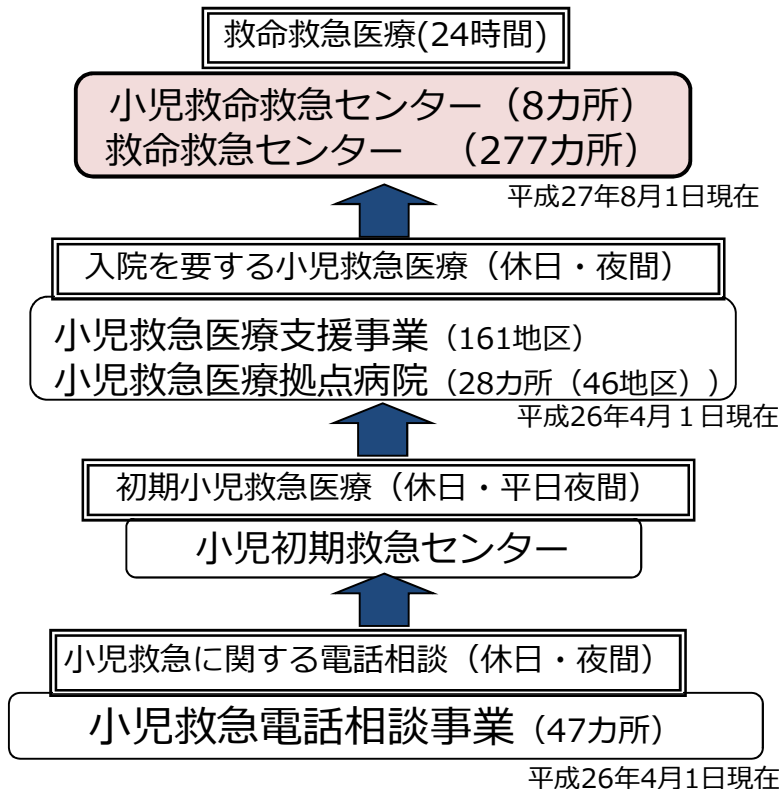 救命救急医療(24時間)
小児救命救急センター（8カ所）
救命救急センター　（277カ所）
平成27年8月1日現在
入院を要する小児救急医療（休日・夜間）
小児救急医療支援事業（161地区）
小児救急医療拠点病院（28カ所（46地区））
平成26年4月１日現在
初期小児救急医療（休日・平日夜間）
小児初期救急センター
小児救急に関する電話相談（休日・夜間）
小児救急電話相談事業（47カ所）
平成26年4月1日現在